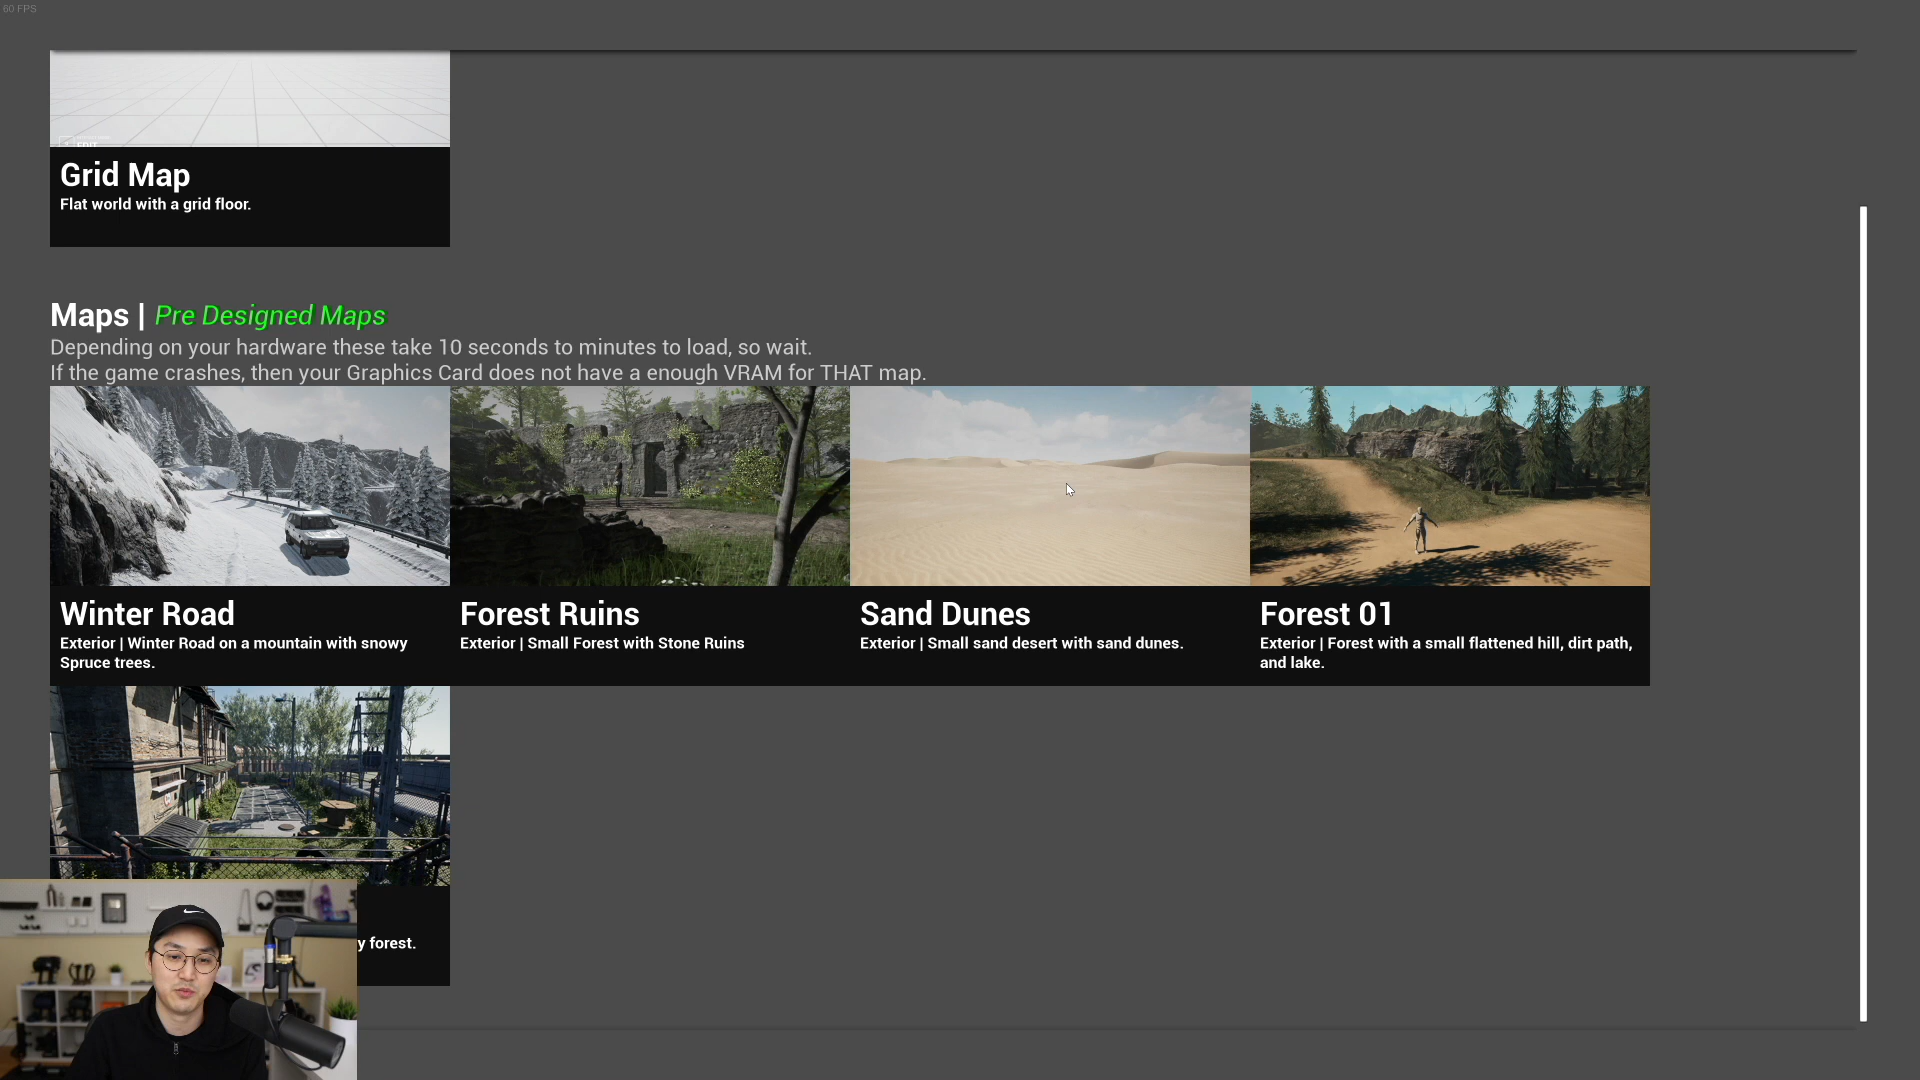 60 FPS
EDIT
Grid Map
Flat world with a grid floor.
Maps | Pre Designed Maps
Depending on your hardware these take 10 seconds to minutes to load, so wait.
If the game crashes, then your Graphics Card does not have a enough VRAM for THAT map.
Winter Road
Exterior | Winter Road on a mountain with snowy
Spruce trees.
Forest Ruins
Exterior | Small Forest with Stone Ruins
Sand Dunes
Exterior | Small sand desert with sand dunes.
Forest 01
Exterior | Forest with a small flattened hill, dirt path,
and lake.
y forest.